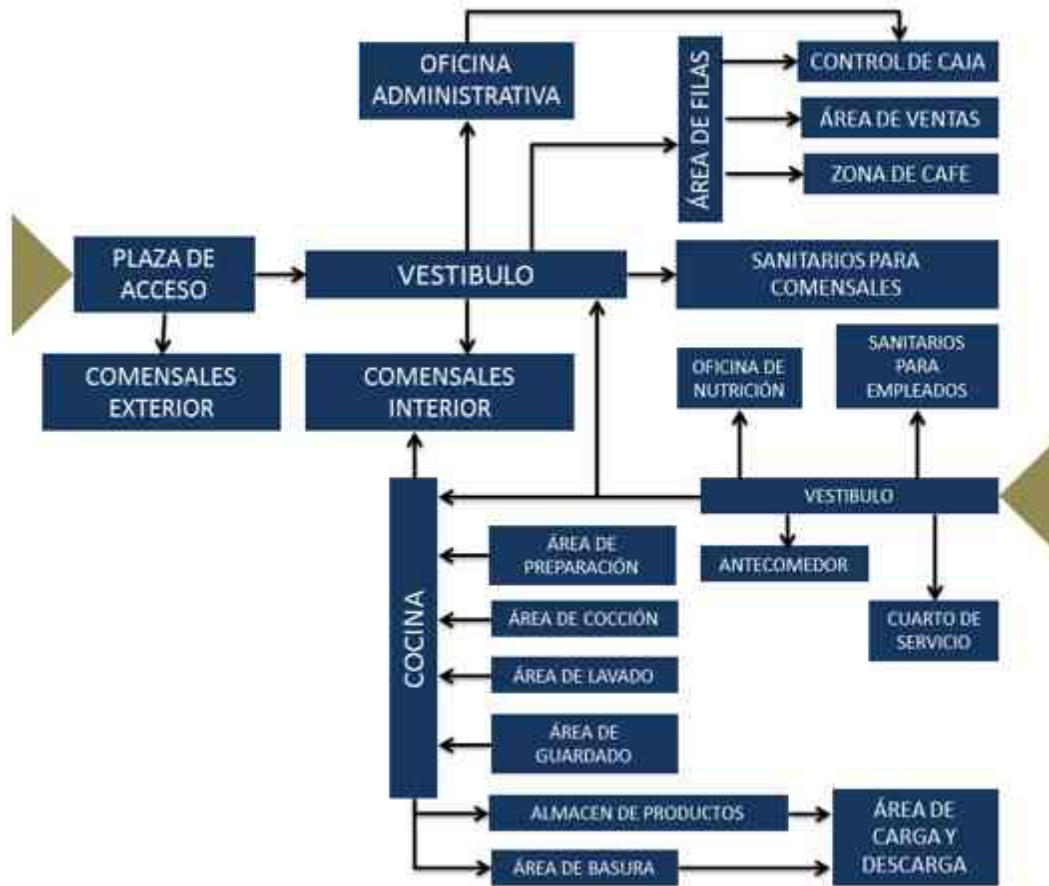 OFICINA
ADMINISTRATIVA
ÁREA DE FILAS
CONTROL DE CAJA
ÁREA DE VENTAS
ZONA DE CAFE
PLAZA DE
ACCESO
VESTIBULO
SANITARIOS PARA
COMENSALES
COMENSALES
EXTERIOR
COMENSALES
INTERIOR
OFICINA DE
NUTRICIÓN
SANITARIOS
PARA
EMPLEADOS
VESTIBULO
ANTECOMEDOR
CUARTO DE
SERVICIO
COCINA
ÁREA DE
PREPARACIÓN
ÁREA DE COCCIÓN
ÁREA DE LAVADO
ÁREA DE
GUARDADO
ALMACEN DE PRODUCTOS
ÁREA DE BASURA
ÁREA DE
CARGA Y
DESCARGA